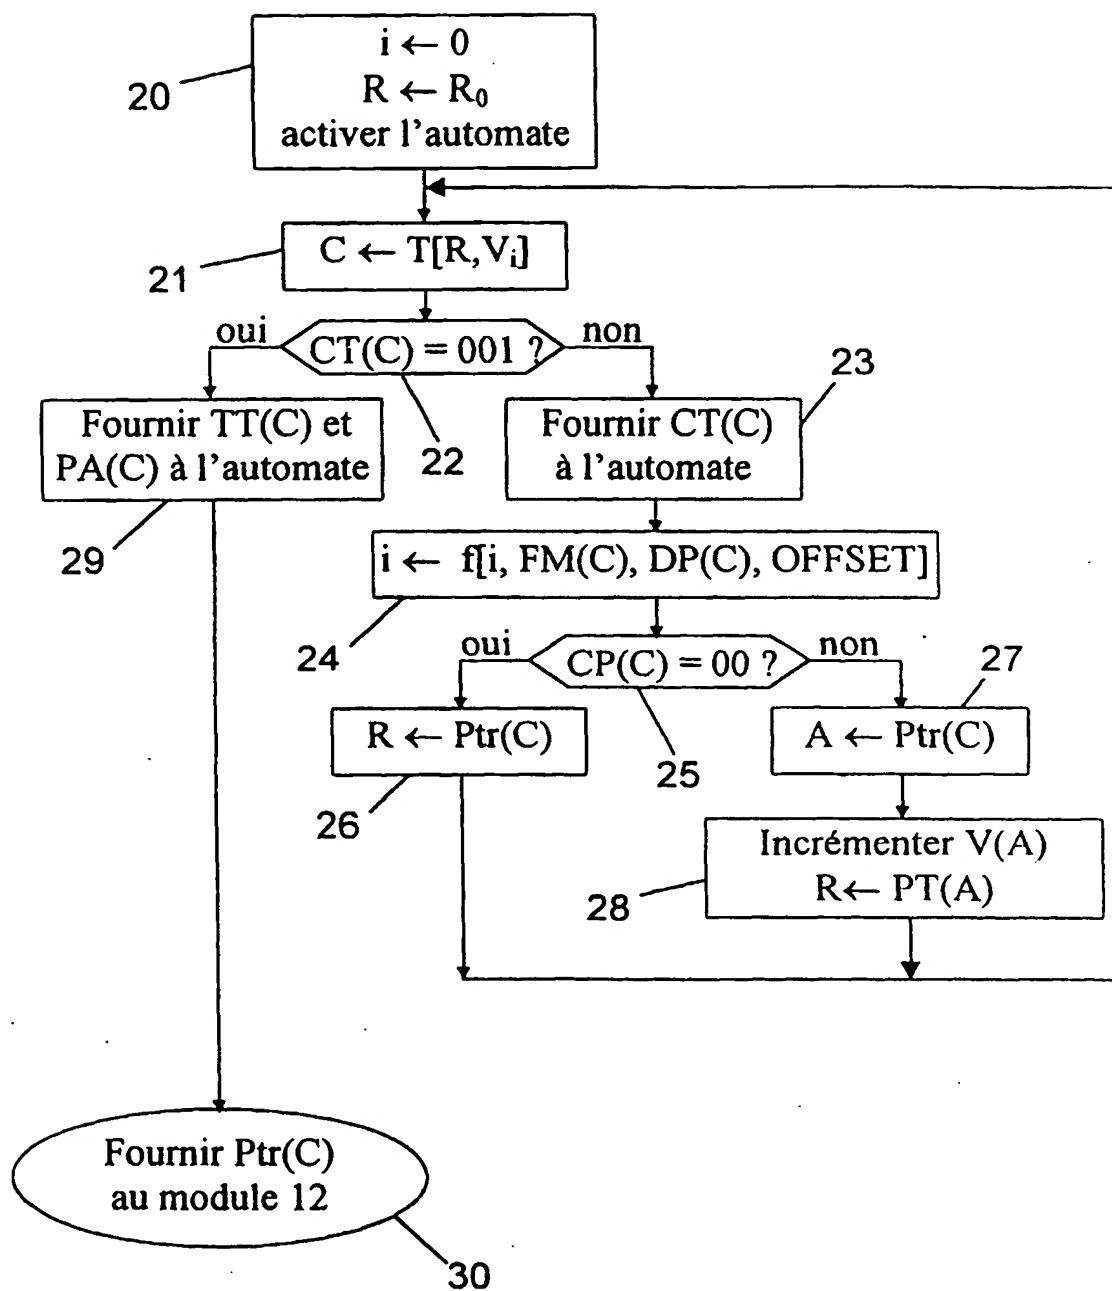 i ← 0
R ← R₀
activer l'automate
20
C ← T[R,Vᵢ]
21
oui
CT(C) = 001 ?
non
22
23
Fournir TT(C) et
PA(C) à l'automate
29
Fournir CT(C)
à l'automate
i ← f[i, FM(C), DP(C), OFFSET]
24
oui
CP(C) = 00 ?
non
25
27
R ← Ptr(C)
26
A ← Ptr(C)
Incrémenter V(A)
R← PT(A)
28
Fournir Ptr(C)
au module 12
30